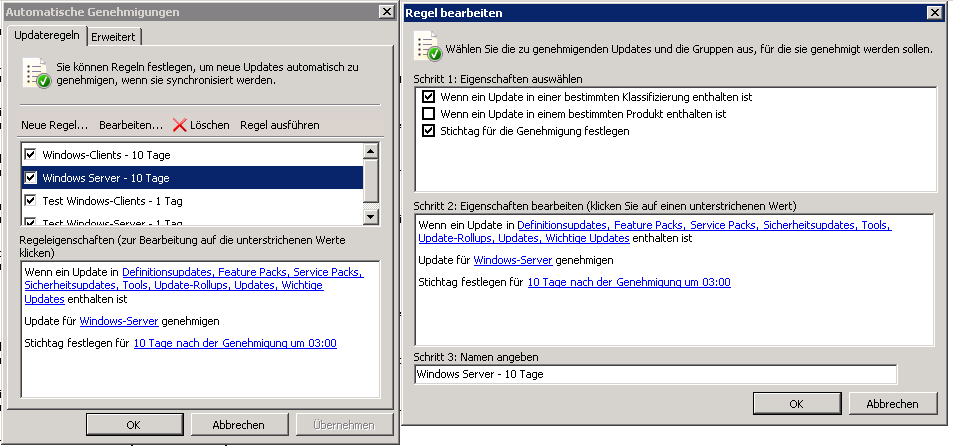 Automatische Genehmigungen
Updateregeln
Erweitert
Sie können Regeln festlegen, um neue Updates automatisch zu
genehmigen, wenn sie synchronisiert werden.
Neue Regel... Bearbeiten... Löschen Regel ausführen
Windows-Clients - 10 Tage
Windows Server - 10 Tage
Test Windows-Clients - 1 Tag
Test Windows-Server - 1 Tag
Regeleigenschaften (zur Bearbeitung auf die unterstrichenen Werte
klicken)
Wenn ein Update in Definitionsupdates, Feature Packs, Service Packs,
Sicherheitsupdates, Tools, Update-Rollups, Updates, Wichtige
Updates enthalten ist
Update für Windows-Server genehmigen
Stichtag festlegen für 10 Tage nach der Genehmigung um 03:00
OK
Abbrechen
Übernehmen
Regel bearbeiten
Wählen Sie die zu genehmigenden Updates und die Gruppen aus, für die sie genehmigt werden sollen.
Schritt 1: Eigenschaften auswählen
Wenn ein Update in einer bestimmten Klassifizierung enthalten ist
Wenn ein Update in einem bestimmten Produkt enthalten ist
Stichtag für die Genehmigung festlegen
Schritt 2: Eigenschaften bearbeiten (klicken Sie auf einen unterstrichenen Wert)
Wenn ein Update in Definitionsupdates, Feature Packs, Service Packs, Sicherheitsupdates, Tools,
Update-Rollups, Updates, Wichtige Updates enthalten ist
Update für Windows-Server genehmigen
Stichtag festlegen für 10 Tage nach der Genehmigung um 03:00
Schritt 3: Namen angeben
Windows Server - 10 Tage
OK
Abbrechen